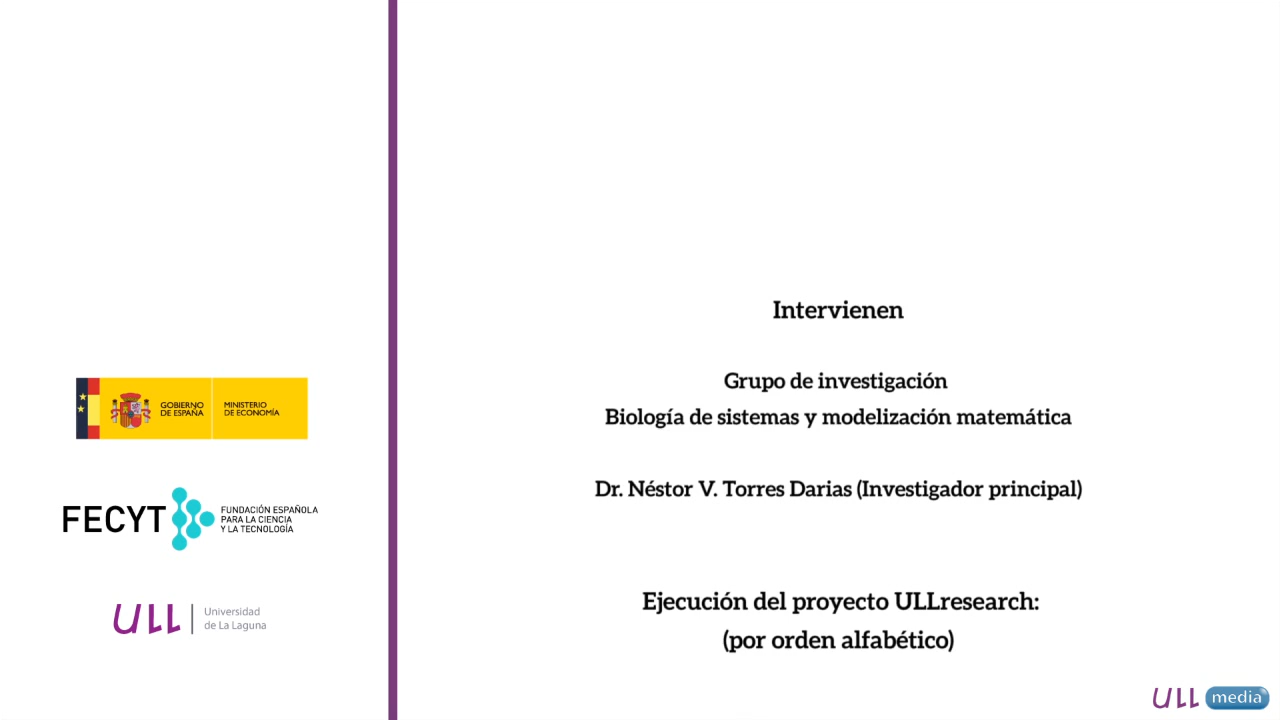 GOBIERNO
DE ESPAÑA
MINISTERIO
DE ECONOMÍA
FECYT
FUNDACIÓN ESPAÑOLA
PARA LA CIENCIA
Y LA TECNOLOGÍA
ULL
Universidad
de La Laguna
Intervienen
Grupo de investigación
Biología de sistemas y modelización matemática
Dr. Néstor V. Torres Darias (Investigador principal)
Ejecución del proyecto ULLresearch:
(por orden alfabético)
ULL media